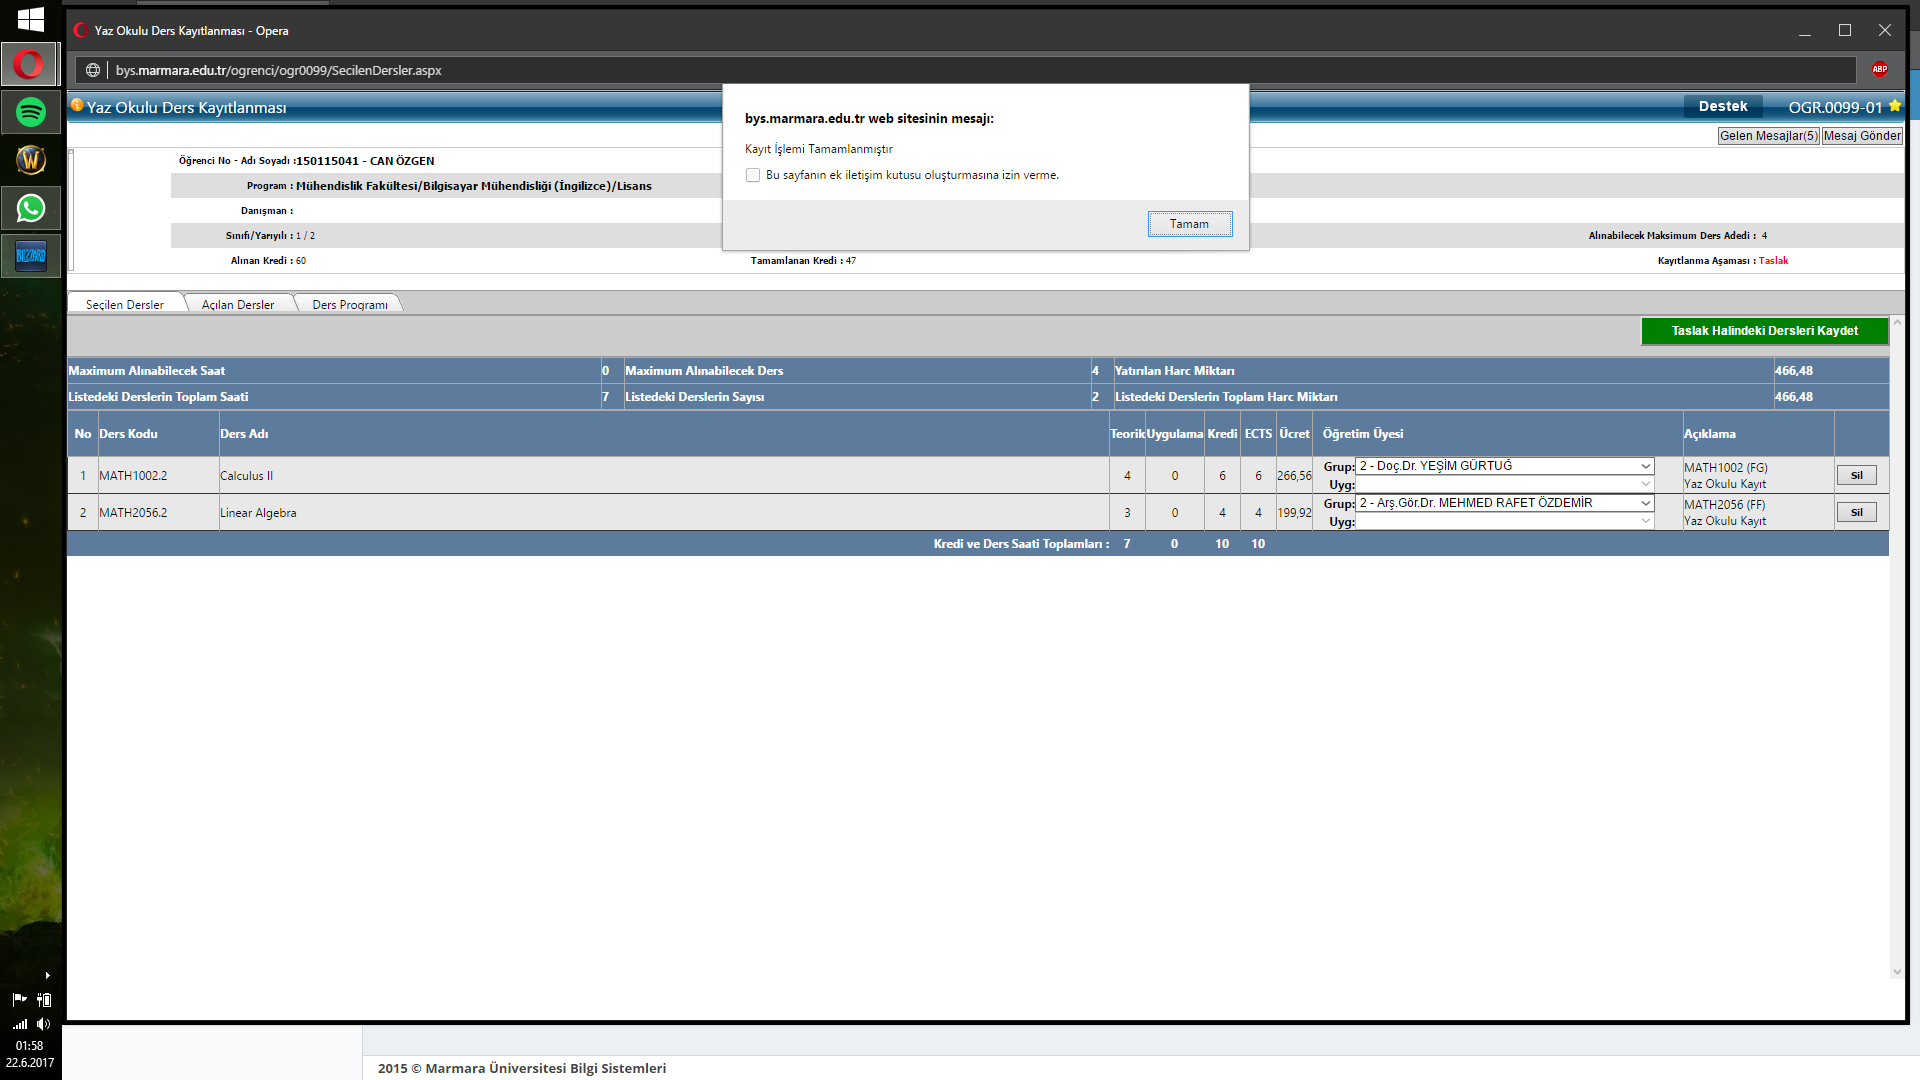 Yaz Okulu Ders Kayıtlanması - Opera
bys.marmara.edu.tr/ogrenci/ogr0099/SecilenDersler.aspx
ABP
Yaz Okulu Ders Kayıtlanması
Destek
OGR.0099-01
Gelen Mesajlar(5) Mesaj Gönder
bys.marmara.edu.tr web sitesinin mesajı:
Kayıt İşlemi Tamamlanmıştır
Bu sayfanın ek iletişim kutusu oluşturmasına izin verme.
Tamam
Öğrenci No - Adı Soyadı :150115041 - CAN ÖZGEN
Program : Mühendislik Fakültesi/Bilgisayar Mühendisliği (İngilizce)/Lisans
Danışman :
Sınıfı/Yarıyılı : 1 / 2
Alınabilecek Maksimum Ders Adedi : 4
Alınan Kredi : 60
Tamamlanan Kredi : 47
Kayıtlanma Aşaması : Taslak
Seçilen Dersler Açılan Dersler Ders Programı
Taslak Halindeki Dersleri Kaydet
Maximum Alınabilecek Saat 0 Maximum Alınabilecek Ders 4 Yatırılan Harc Miktarı 466,48
Listedeki Derslerin Toplam Saati 7 Listedeki Derslerin Sayısı 2 Listedeki Derslerin Toplam Harc Miktarı 466,48
No Ders Kodu Ders Adı Teorik Uygulama Kredi ECTS Ücret Öğretim Üyesi Açıklama
1 MATH1002.2 Calculus II 4 0 6 6 266,56 Grup: 2 - Doç.Dr. YEŞİM GÜRTUĞ MATH1002 (FG) Sil
Uyg: Yaz Okulu Kayıt
2 MATH2056.2 Linear Algebra 3 0 4 4 199,92 Grup: 2 - Arş.Gör.Dr. MEHMED RAFET ÖZDEMİR MATH2056 (FF) Sil
Uyg: Yaz Okulu Kayıt
Kredi ve Ders Saati Toplamları : 7 0 10 10
BLIZZARD
01:58
22.6.2017
2015 © Marmara Üniversitesi Bilgi Sistemleri